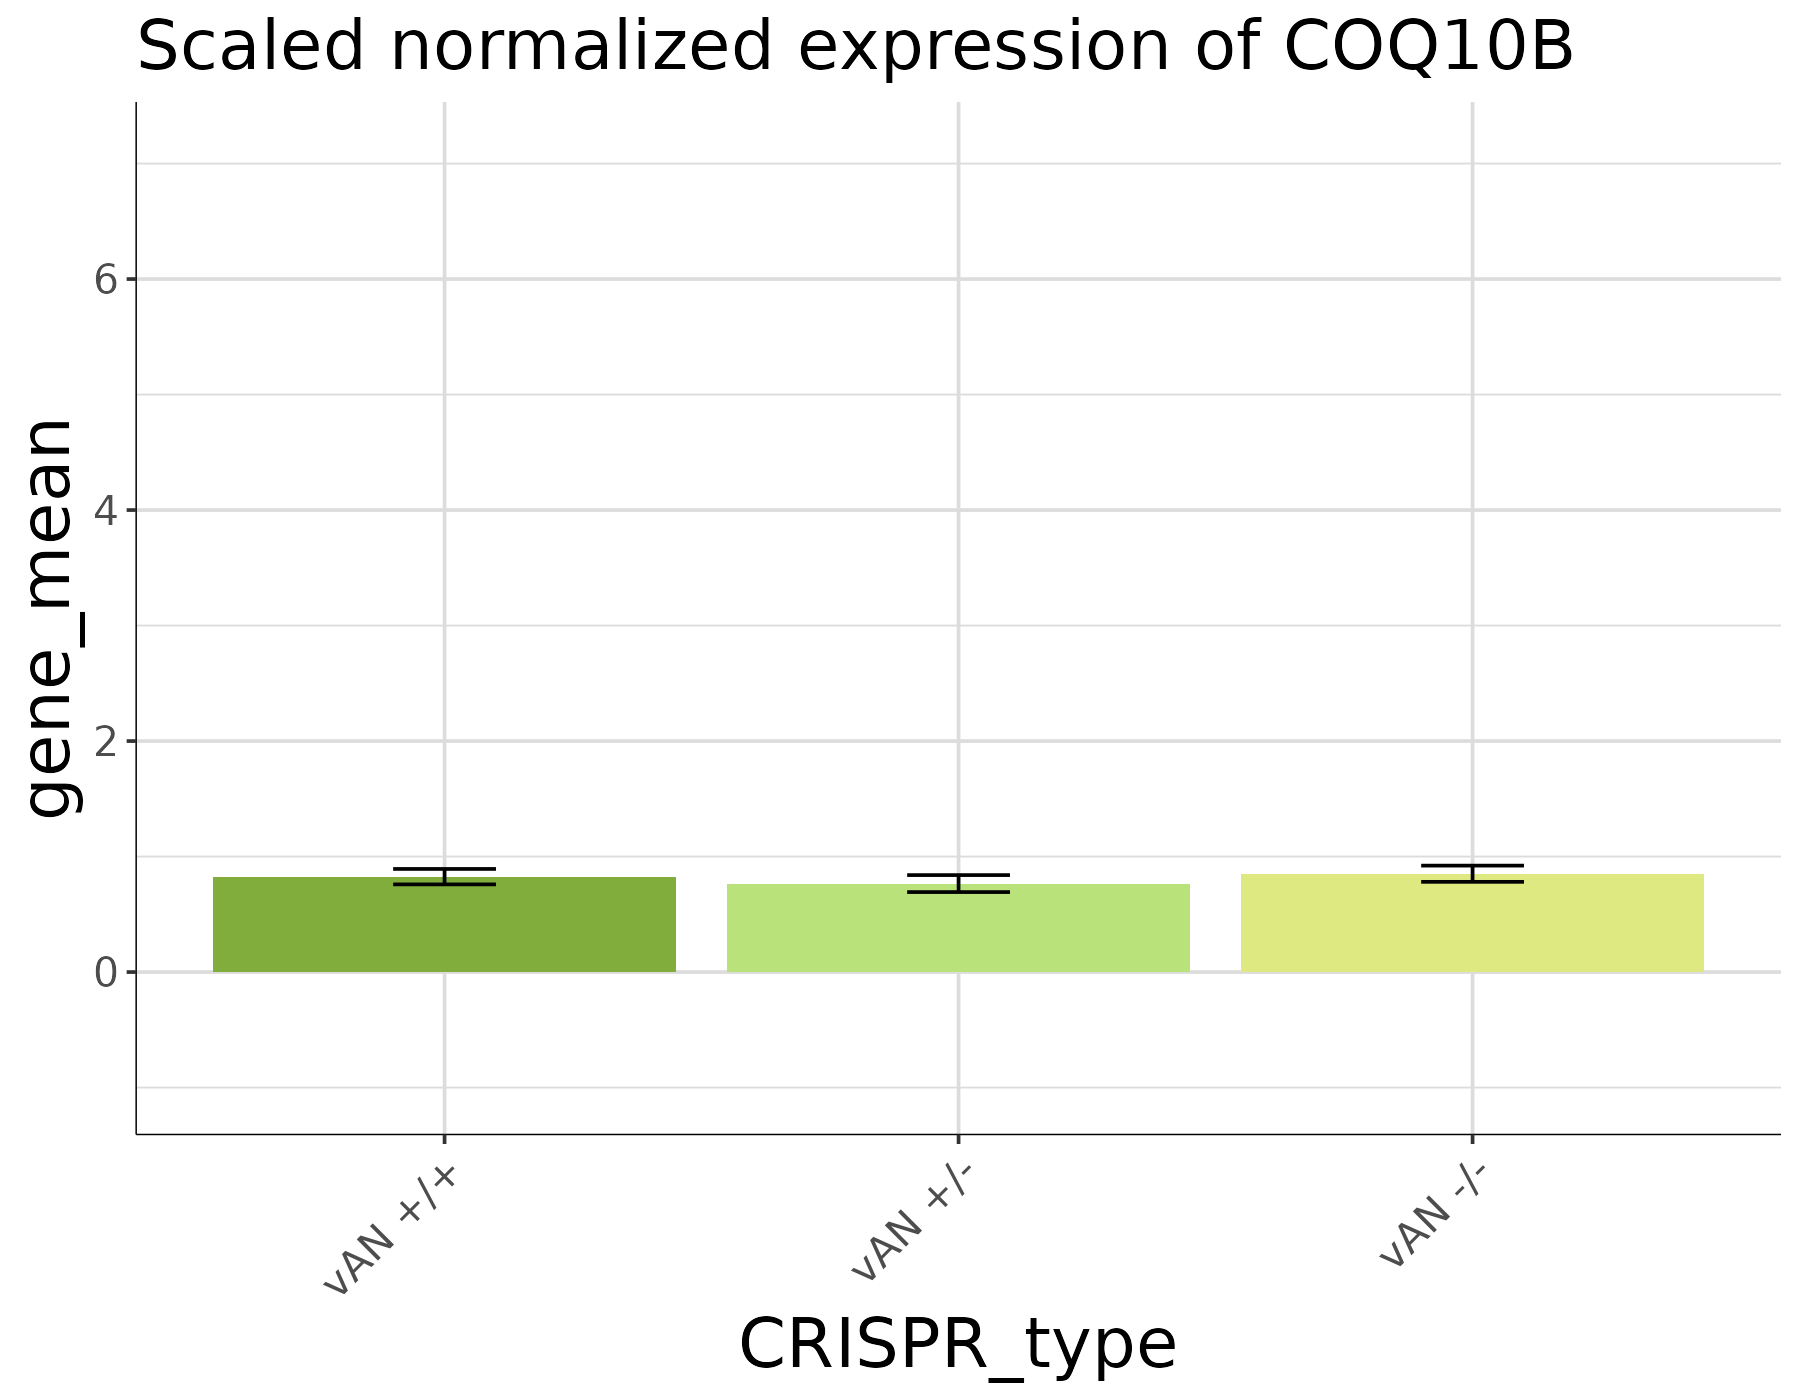 Scaled normalized expression of COQ10B
gene_mean
6
4
2
0
vAN +/+
vAN +/-
vAN -/-
CRISPR_type